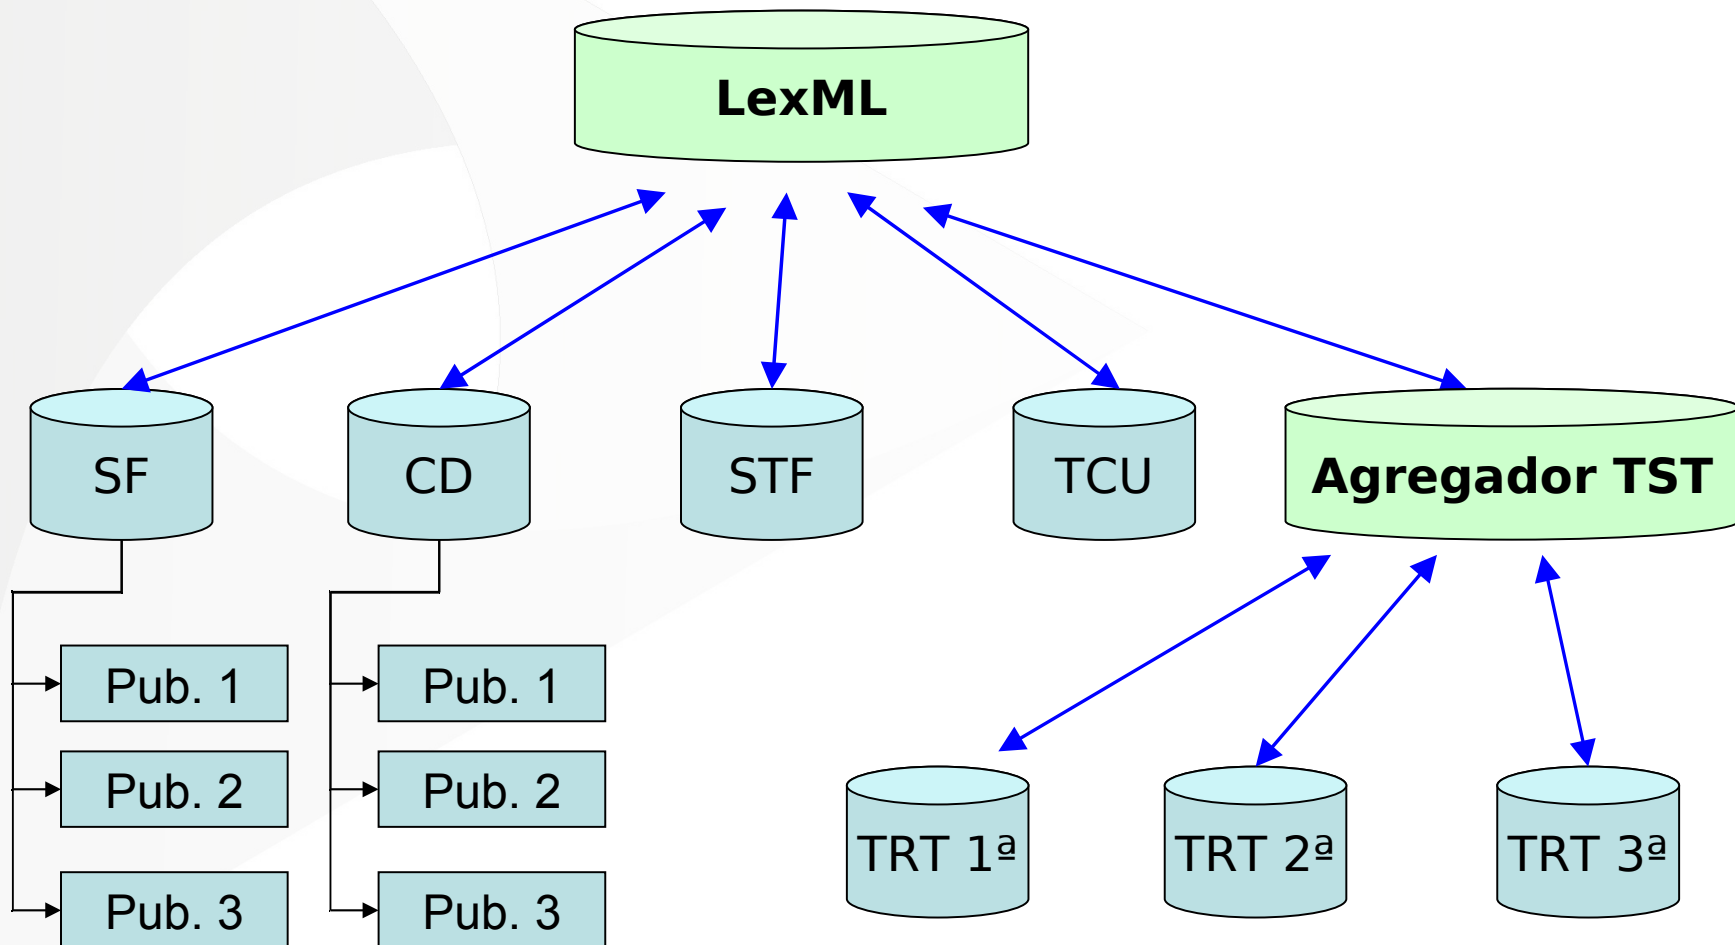 LexML
SF
CD
STF
TCU
Agregador TST
Pub. 1
Pub. 1
Pub. 2
Pub. 2
TRT 1ª
TRT 2ª
TRT 3ª
Pub. 3
Pub. 3